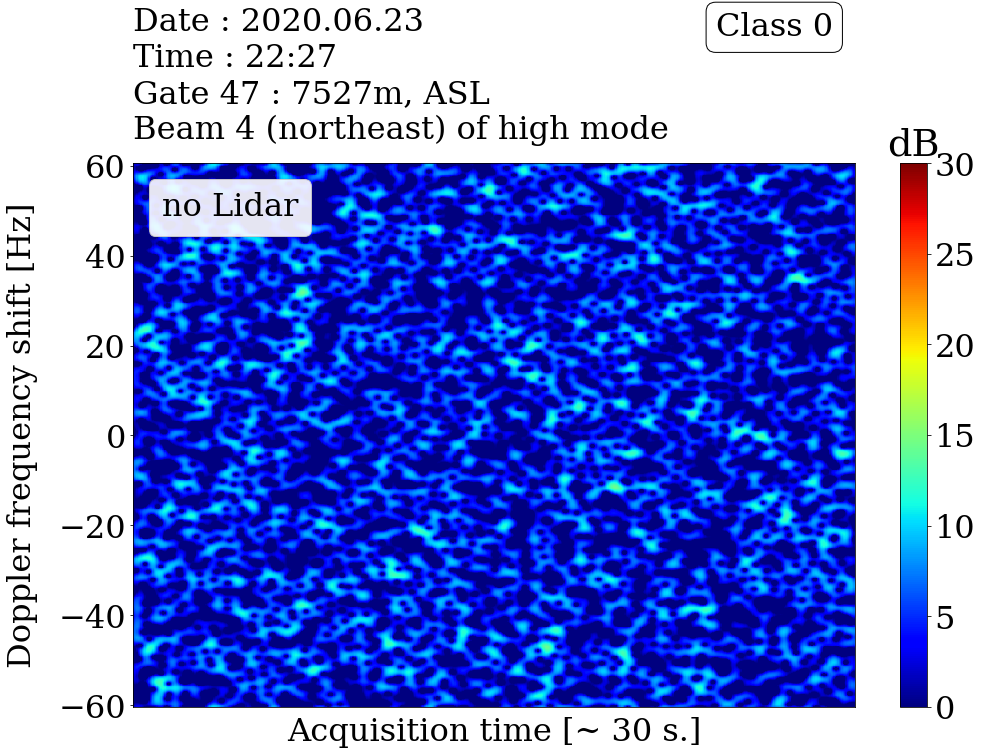 Date : 2020.06.23
Time : 22:27
Gate 47 : 7527m, ASL
Beam 4 (northeast) of high mode
Class 0
dB
no Lidar
Doppler frequency shift [Hz]
60
40
20
0
−20
−40
−60
Acquisition time [~ 30 s.]
30
25
20
15
10
5
0